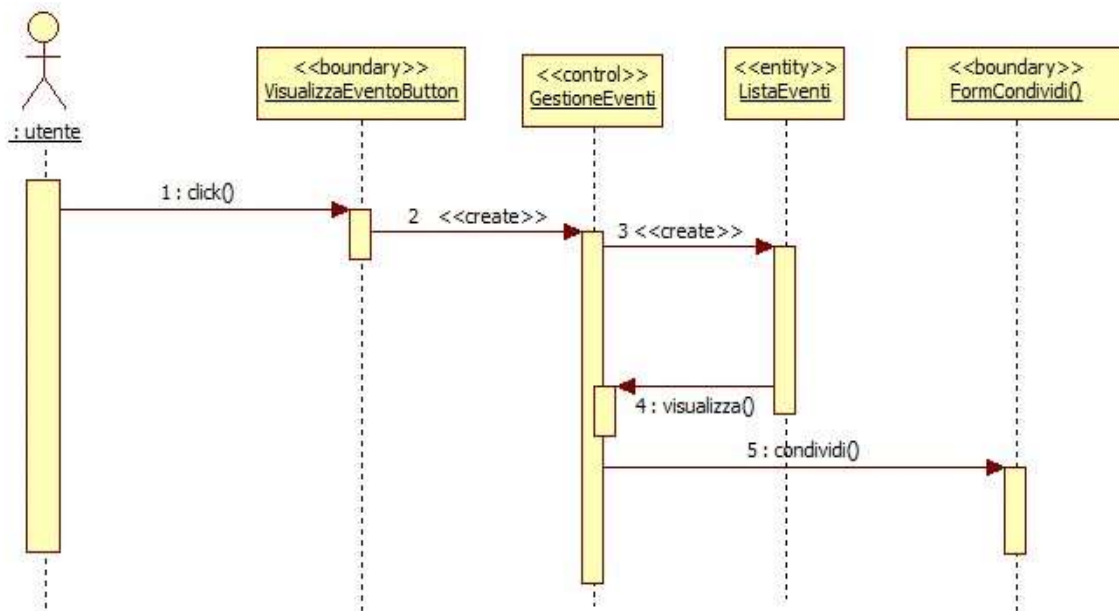 : utente
<<boundary>>
VisualizzaEventoButton
<<control>>
GestioneEventi
<<entity>>
ListaEventi
<<boundary>>
FormCondividi()
1 : click()
2 <<create>>
3 <<create>>
4 : visualizza()
5 : condividi()